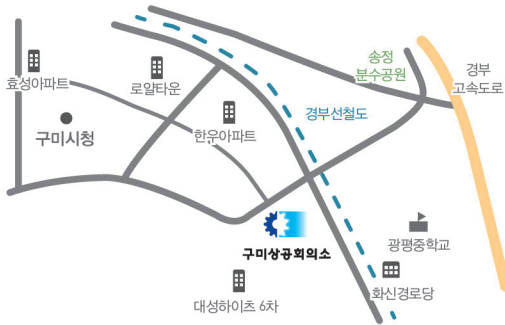 송정
분수공원
경부
고속도로
효성아파트
로얄타운
한우아파트
경부선철도
구미시청
구미상공회의소
광평중학교
대성하이츠 6차
화신경로당